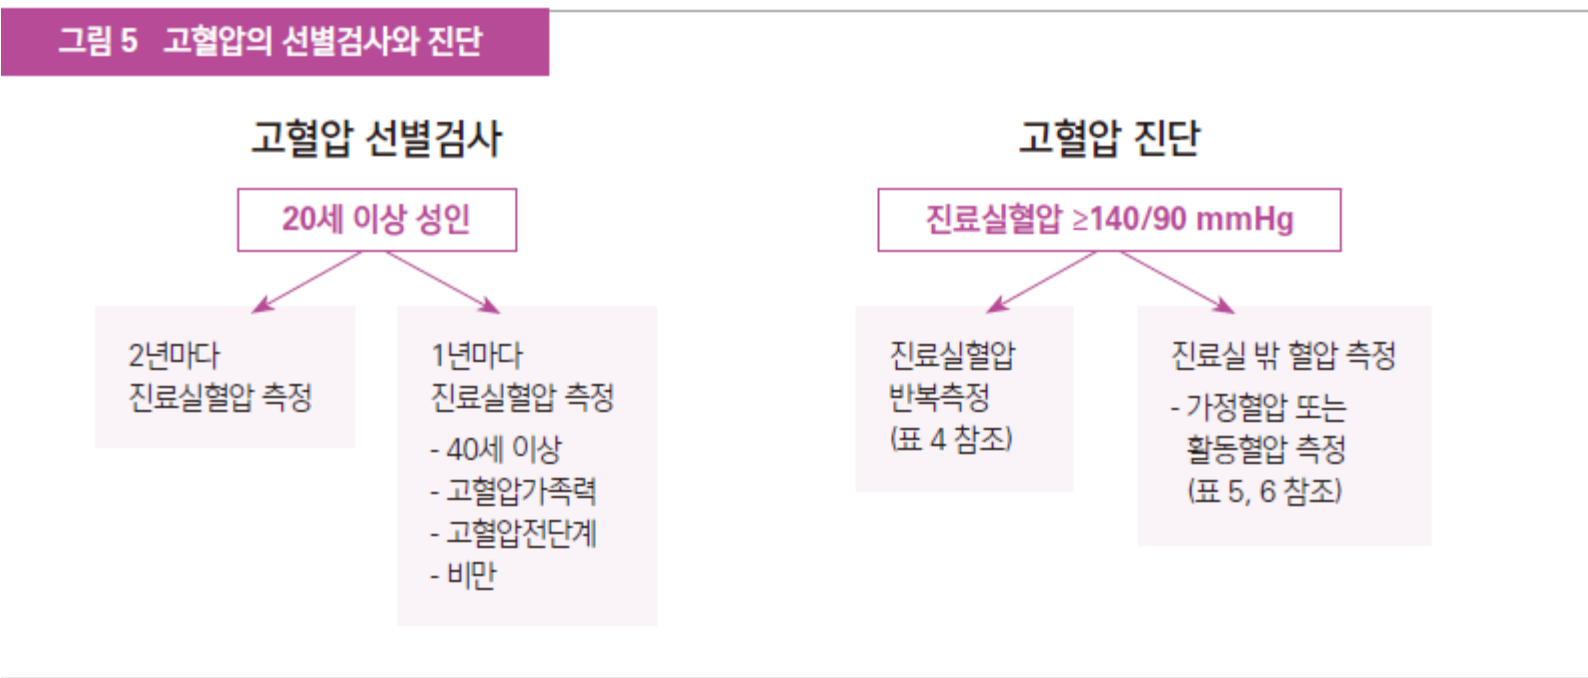 그림 5 고혈압의 선별검사와 진단
고혈압 선별검사
20세 이상 성인
2년마다
진료실혈압 측정
1년마다
진료실혈압 측정
- 40세 이상
- 고혈압가족력
- 고혈압전단계
- 비만
고혈압 진단
진료실혈압 ≥140/90 mmHg
진료실혈압
반복측정
(표 4 참조)
진료실 밖 혈압 측정
- 가정혈압 또는
활동혈압 측정
(표 5, 6 참조)